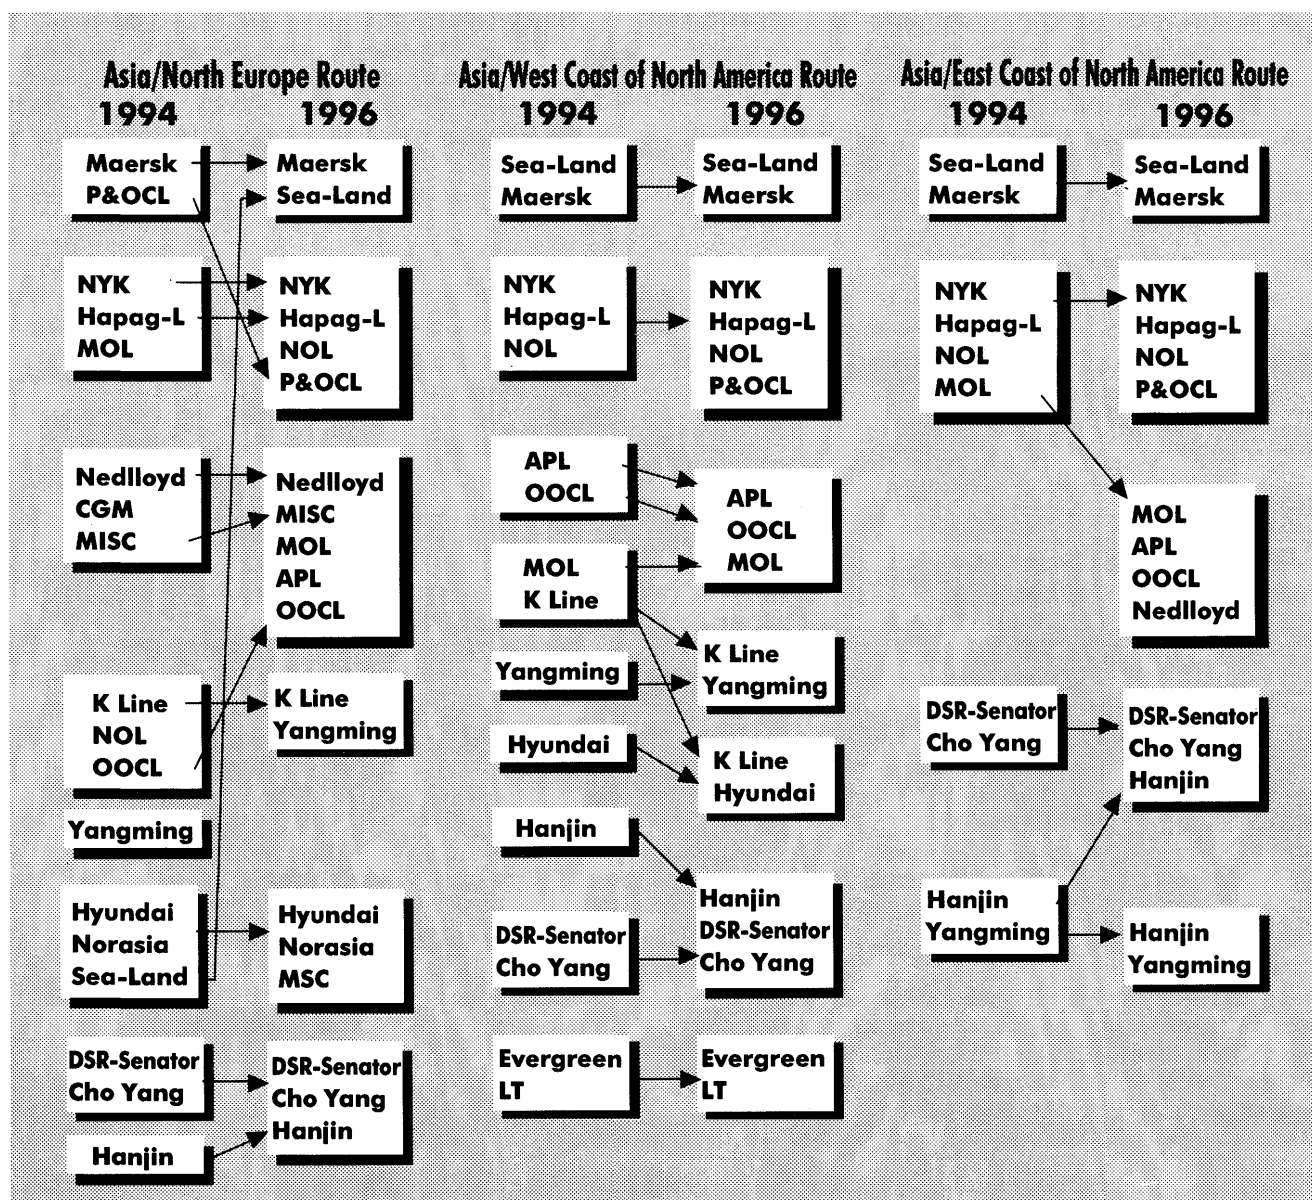 Asia/North Europe Route
1994
1996
Maersk
P&OCL
Maersk
Sea-Land
NYK
Hapag-L
MOL
NYK
Hapag-L
NOL
P&OCL
Nedlloyd
CGM
MISC
Nedlloyd
MISC
MOL
APL
OOCL
K Line
NOL
OOCL
K Line
Yangming
Yangming
Hyundai
Norasia
Sea-Land
Hyundai
Norasia
MSC
DSR-Senator
Cho Yang
DSR-Senator
Cho Yang
Hanjin
Hanjin
Asia/West Coast of North America Route
1994
1996
Sea-Land
Maersk
Sea-Land
Maersk
NYK
Hapag-L
NOL
NYK
Hapag-L
NOL
P&OCL
APL
OOCL
APL
OOCL
MOL
MOL
K Line
K Line
Yangming
Yangming
Hyundai
K Line
Hyundai
Hanjin
Hanjin
DSR-Senator
Cho Yang
DSR-Senator
Cho Yang
Evergreen
LT
Evergreen
LT
Asia/East Coast of North America Route
1994
1996
Sea-Land
Maersk
Sea-Land
Maersk
NYK
Hapag-L
NOL
MOL
NYK
Hapag-L
NOL
P&OCL
MOL
APL
OOCL
Nedlloyd
DSR-Senator
Cho Yang
DSR-Senator
Cho Yang
Hanjin
Hanjin
Yangming
Hanjin
Yangming